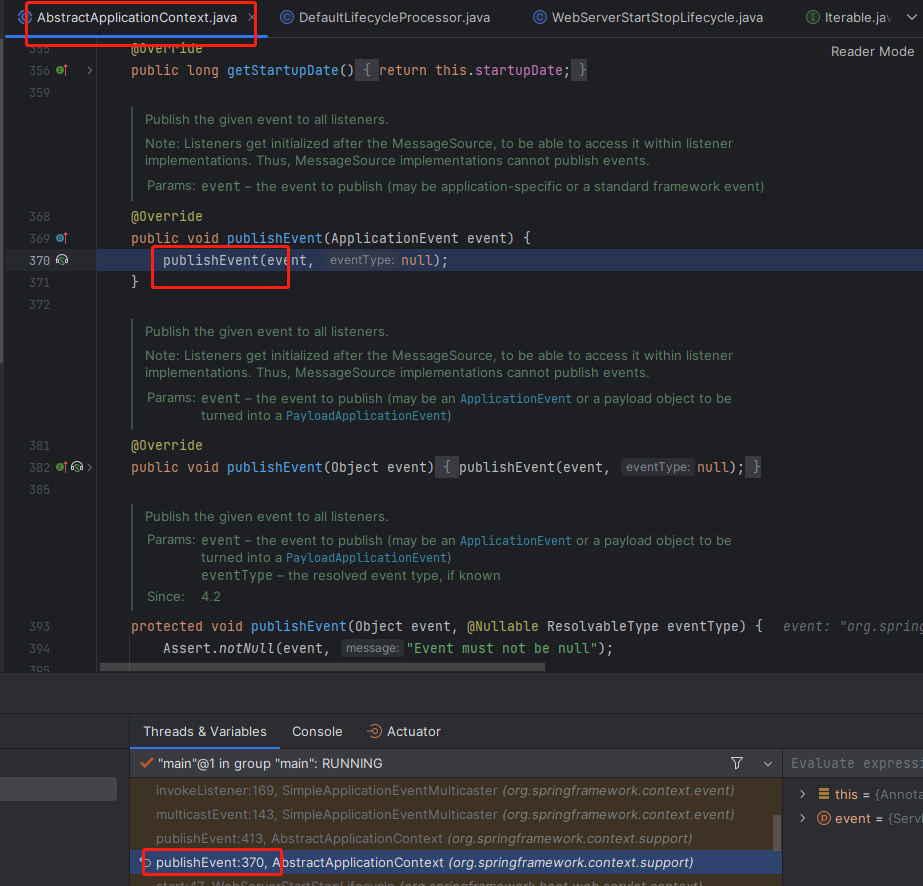 AbstractApplicationContext.java × DefaultLifecycleProcessor.java WebServerStartStopLifecycle.java Iterable.jav
355 @Override
Reader Mode
356 public long getStartupDate() { return this.startupDate; }
359
Publish the given event to all listeners.
Note: Listeners get initialized after the MessageSource, to be able to access it within listener
implementations. Thus, MessageSource implementations cannot publish events.
Params: event – the event to publish (may be application-specific or a standard framework event)
368 @Override
369 public void publishEvent(ApplicationEvent event) {
370 publishEvent(event, eventType: null);
371 }
372
Publish the given event to all listeners.
Note: Listeners get initialized after the MessageSource, to be able to access it within listener
implementations. Thus, MessageSource implementations cannot publish events.
Params: event – the event to publish (may be an ApplicationEvent or a payload object to be
turned into a PayloadApplicationEvent)
381 @Override
382 public void publishEvent(Object event) { publishEvent(event, eventType: null); }
385
Publish the given event to all listeners.
Params: event – the event to publish (may be an ApplicationEvent or a payload object to be
turned into a PayloadApplicationEvent)
eventType – the resolved event type, if known
Since: 4.2
393 protected void publishEvent(Object event, @Nullable ResolvableType eventType) { event: "org.spring
394 Assert.notNull(event, message: "Event must not be null");
395
Threads & Variables Console Actuator
"main"@1 in group "main": RUNNING
Evaluate expressi
invokeListener:169, SimpleApplicationEventMulticaster (org.springframework.context.event)
this = {Annota
multicastEvent:143, SimpleApplicationEventMulticaster (org.springframework.context.event)
event = {Servl
publishEvent:413, AbstractApplicationContext (org.springframework.context.support)
publishEvent:370, AbstractApplicationContext (org.springframework.context.support)
start:47, WebServerStartStopLifecycle (org.springframework.boot.web.servlet.context)